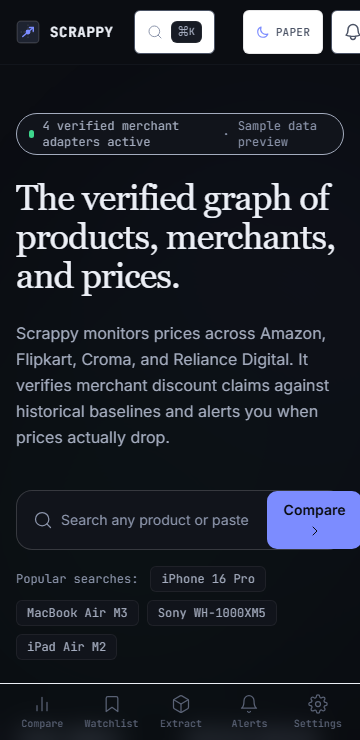 SCRAPPY
⌘K
PAPER
4 verified merchant
adapters active
·
Sample data
preview
The verified graph of
products, merchants,
and prices.
Scrappy monitors prices across Amazon,
Flipkart, Croma, and Reliance Digital. It
verifies merchant discount claims against
historical baselines and alerts you when
prices actually drop.
Search any product or paste
Compare
Popular searches:
iPhone 16 Pro
MacBook Air M3
Sony WH-1000XM5
iPad Air M2
Compare
Watchlist
Extract
Alerts
Settings